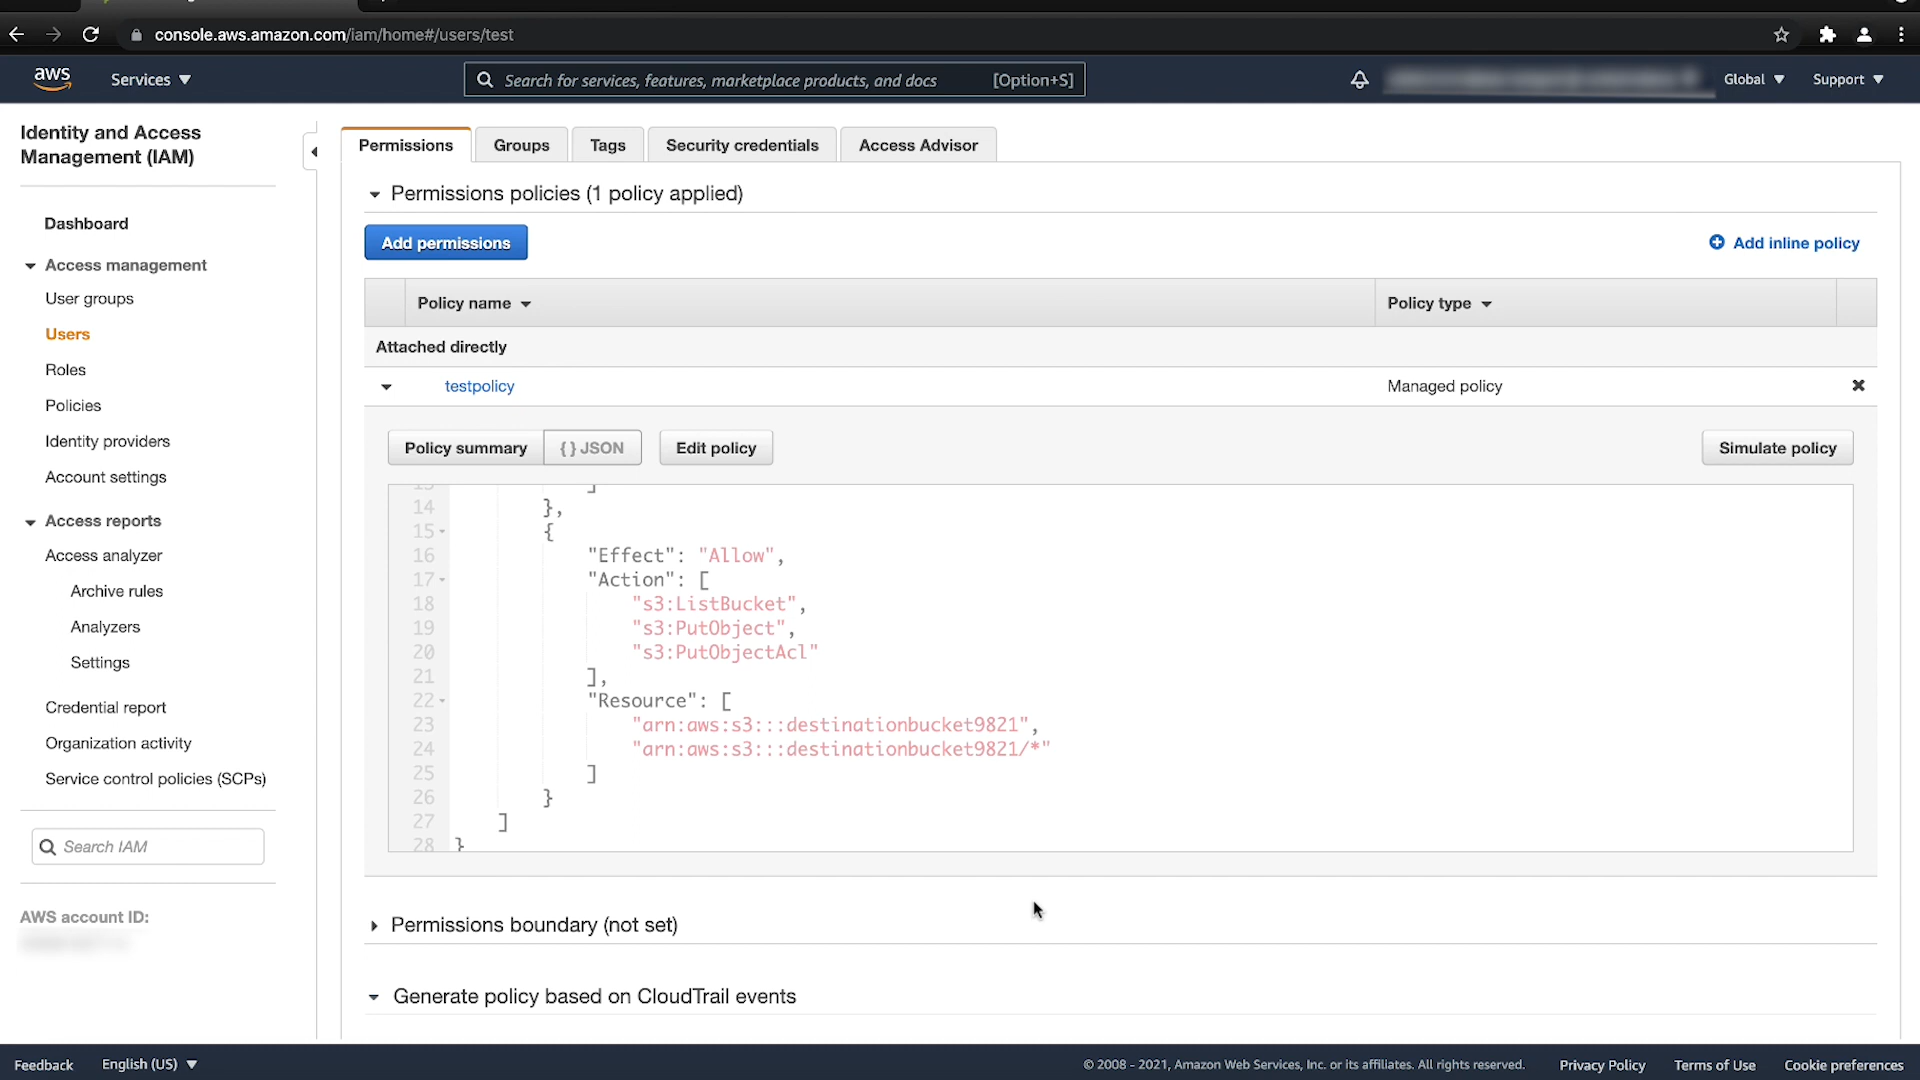 console.aws.amazon.com/iam/home#/users/test
aws
Services
Search for services, features, marketplace products, and docs
[Option+S]
Global
Support
Identity and Access
Management (IAM)
Dashboard
Access management
User groups
Users
Roles
Policies
Identity providers
Account settings
Access reports
Access analyzer
Archive rules
Analyzers
Settings
Credential report
Organization activity
Service control policies (SCPs)
Search IAM
AWS account ID:
Permissions
Groups
Tags
Security credentials
Access Advisor
Permissions policies (1 policy applied)
Add permissions
Add inline policy
Policy name
Policy type
Attached directly
testpolicy
Managed policy
Policy summary
{ } JSON
Edit policy
Simulate policy
13 ]
14 },
15 {
16 "Effect": "Allow",
17 "Action": [
18 "s3:ListBucket",
19 "s3:PutObject",
20 "s3:PutObjectAcl"
21 ],
22 "Resource": [
23 "arn:aws:s3:::destinationbucket9821",
24 "arn:aws:s3:::destinationbucket9821/*"
25 ]
26 }
27 ]
28 }
Permissions boundary (not set)
Generate policy based on CloudTrail events
Feedback
English (US)
© 2008 - 2021, Amazon Web Services, Inc. or its affiliates. All rights reserved.
Privacy Policy
Terms of Use
Cookie preferences